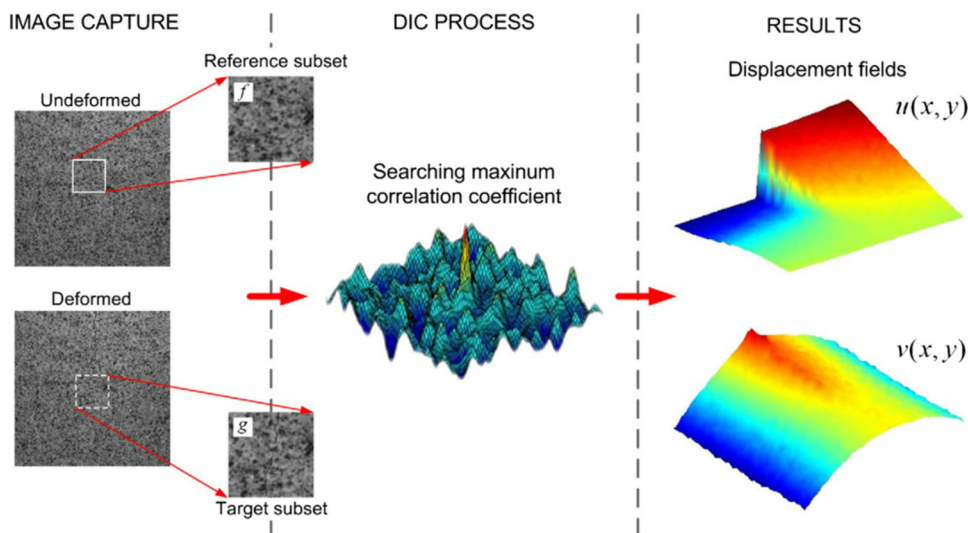 IMAGE CAPTURE
DIC PROCESS
RESULTS
Reference subset
f
Undeformed
Deformed
g
Target subset
Searching maxinum
correlation coefficient
Displacement fields
u(x, y)
v(x, y)